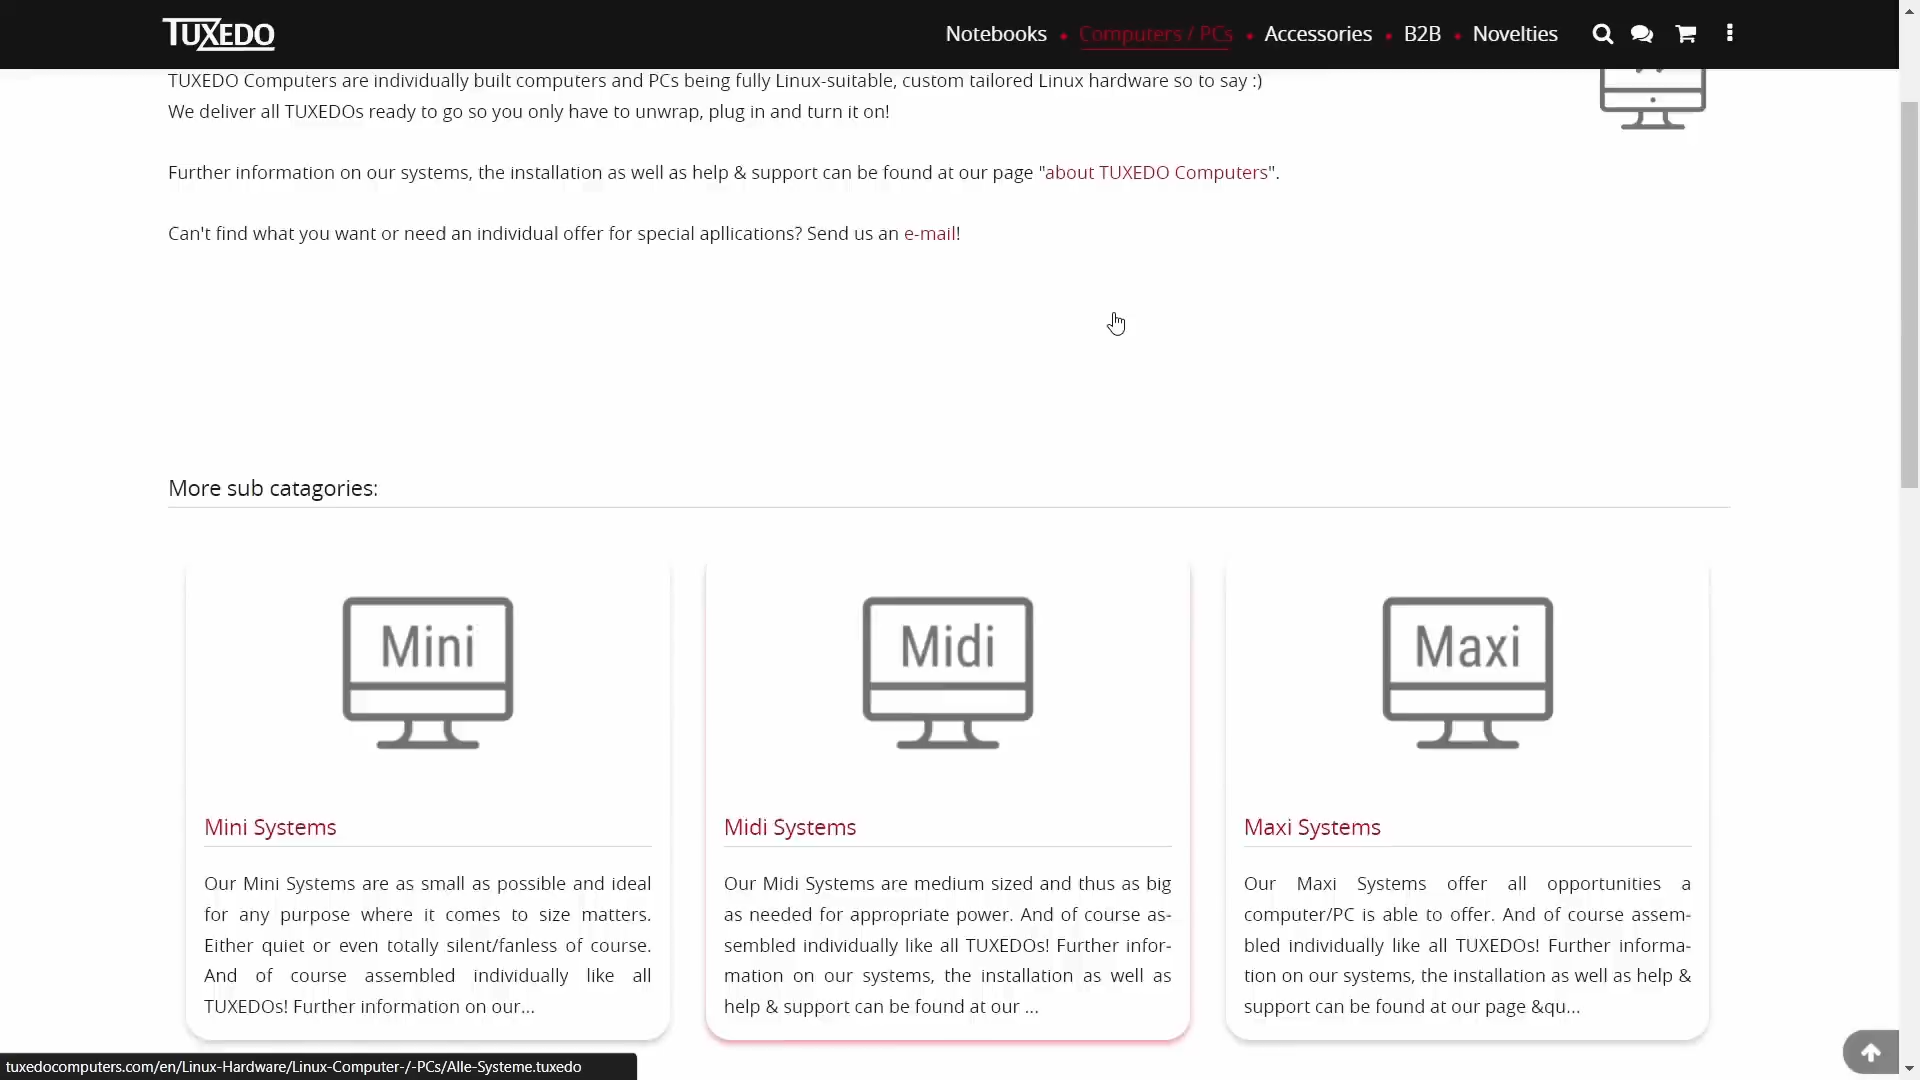 TUXEDO
Notebooks • Computers / PCs • Accessories • B2B • Novelties
TUXEDO Computers are individually built computers and PCs being fully Linux-suitable, custom tailored Linux hardware so to say :)
We deliver all TUXEDOs ready to go so you only have to unwrap, plug in and turn it on!
Further information on our systems, the installation as well as help & support can be found at our page "about TUXEDO Computers".
Can't find what you want or need an individual offer for special apllications? Send us an e-mail!
More sub catagories:
Mini
Mini Systems
Our Mini Systems are as small as possible and ideal
for any purpose where it comes to size matters.
Either quiet or even totally silent/fanless of course.
And of course assembled individually like all
TUXEDOs! Further information on our...
Midi
Midi Systems
Our Midi Systems are medium sized and thus as big
as needed for appropriate power. And of course as-
sembled individually like all TUXEDOs! Further infor-
mation on our systems, the installation as well as
help & support can be found at our ...
Maxi
Maxi Systems
Our Maxi Systems offer all opportunities a
computer/PC is able to offer. And of course assem-
bled individually like all TUXEDOs! Further informa-
tion on our systems, the installation as well as help &
support can be found at our page &qu...
tuxedocomputers.com/en/Linux-Hardware/Linux-Computer-/-PCs/Alle-Systeme.tuxedo